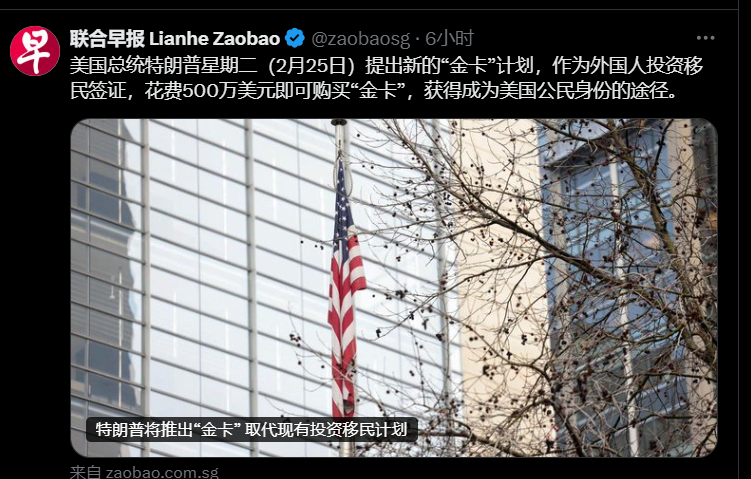 早
联合早报 Lianhe Zaobao @zaobaosg · 6小时
美国总统特朗普星期二（2月25日）提出新的“金卡”计划，作为外国人投资移
民签证，花费500万美元即可购买“金卡”，获得成为美国公民身份的途径。
特朗普将推出“金卡” 取代现有投资移民计划
来自 zaobao.com.sg